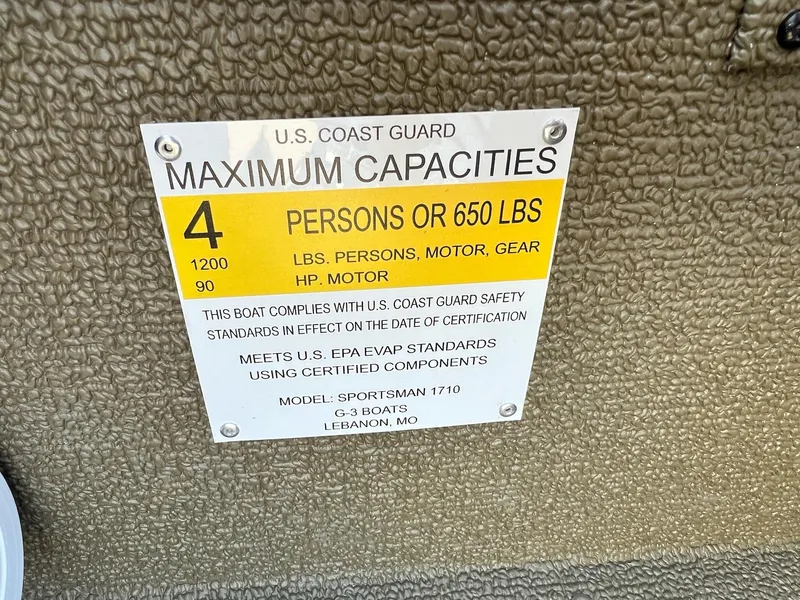 U.S. COAST GUARD
MAXIMUM CAPACITIES
4 PERSONS OR 650 LBS
1200 LBS. PERSONS, MOTOR, GEAR
90 HP. MOTOR
THIS BOAT COMPLIES WITH U.S. COAST GUARD SAFETY
STANDARDS IN EFFECT ON THE DATE OF CERTIFICATION
MEETS U.S. EPA EVAP STANDARDS
USING CERTIFIED COMPONENTS
MODEL: SPORTSMAN 1710
G-3 BOATS
LEBANON, MO